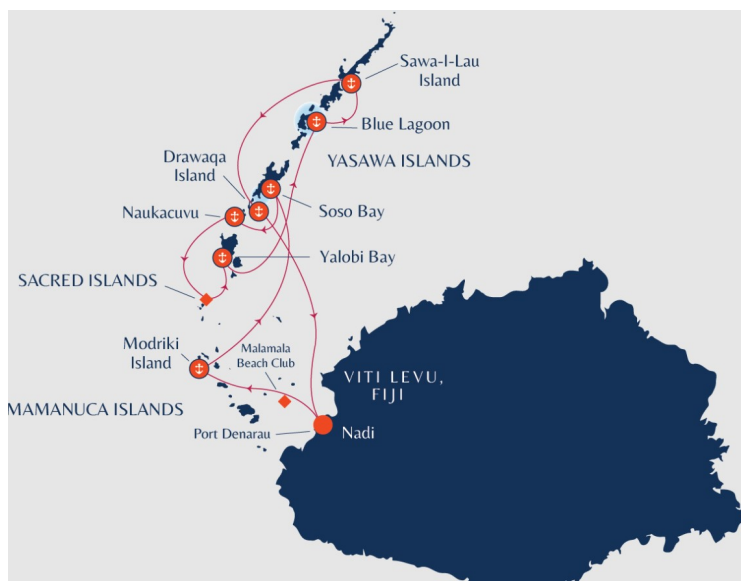 Sawa-I-Lau
Island
Blue Lagoon
YASAWA ISLANDS
Drawaqa
Island
Soso Bay
Naukacuvu
Yalobi Bay
SACRED ISLANDS
Modriki
Island
Malamala
Beach Club
VITI LEVU,
FIJI
MAMANUCA ISLANDS
Port Denarau
Nadi